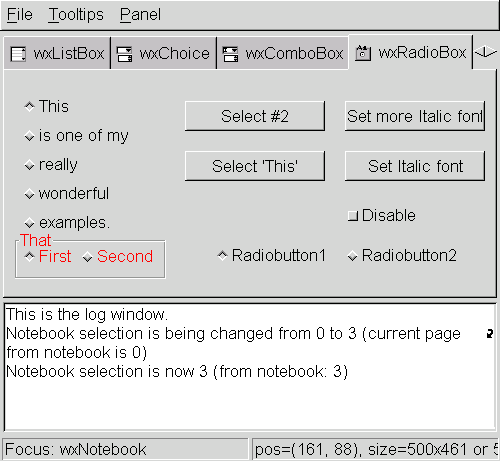 File Tooltips Panel
wxListBox wxChoice wxComboBox wxRadioBox
This
Select #2
Set more Italic font
is one of my
really
Select 'This'
Set Italic font
wonderful
examples.
Disable
That
First Second
Radiobutton1
Radiobutton2
This is the log window.
Notebook selection is being changed from 0 to 3 (current page
from notebook is 0)
Notebook selection is now 3 (from notebook: 3)
Focus: wxNotebook
pos=(161, 88), size=500x461 or 5